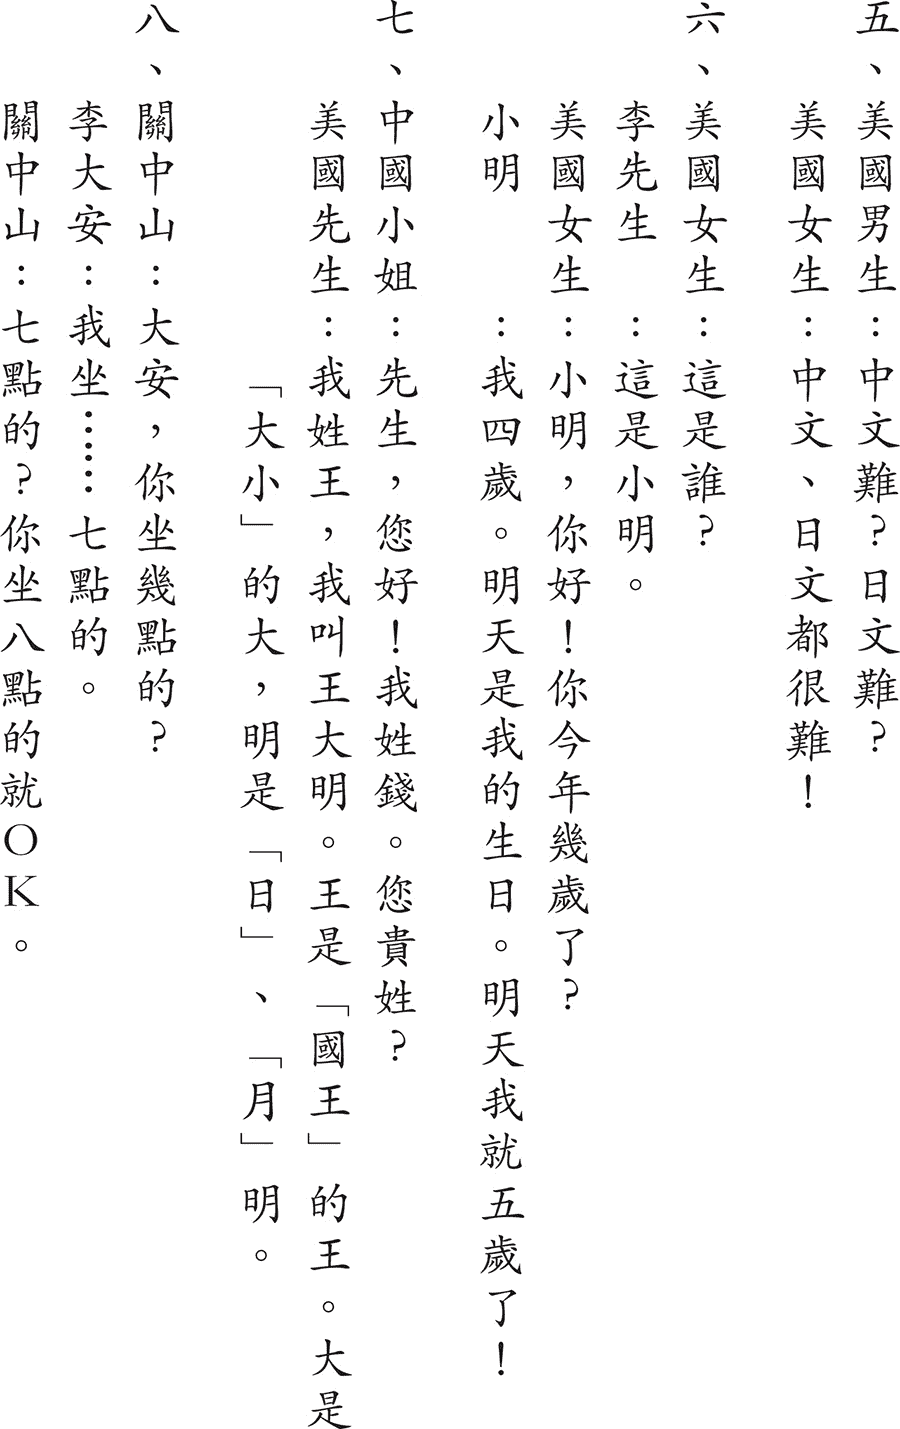 五、美國男生：中文難？日文難？
美國女生：中文、日文都很難！
六、美國女生：這是誰？
李先生　：這是小明。
美國女生：小明，你好！你今年幾歲了？
小明　　：我四歲。明天是我的生日。明天我就五歲了！
七、中國小姐：先生，您好！我姓錢。您貴姓？
美國先生：我姓王，我叫王大明。王是「國王」的王。大是
「大小」的大，明是「日」、「月」明。
八、關中山：大安，你坐幾點的？
李大安：我坐……七點的。
關中山：七點的？你坐八點的就OK。